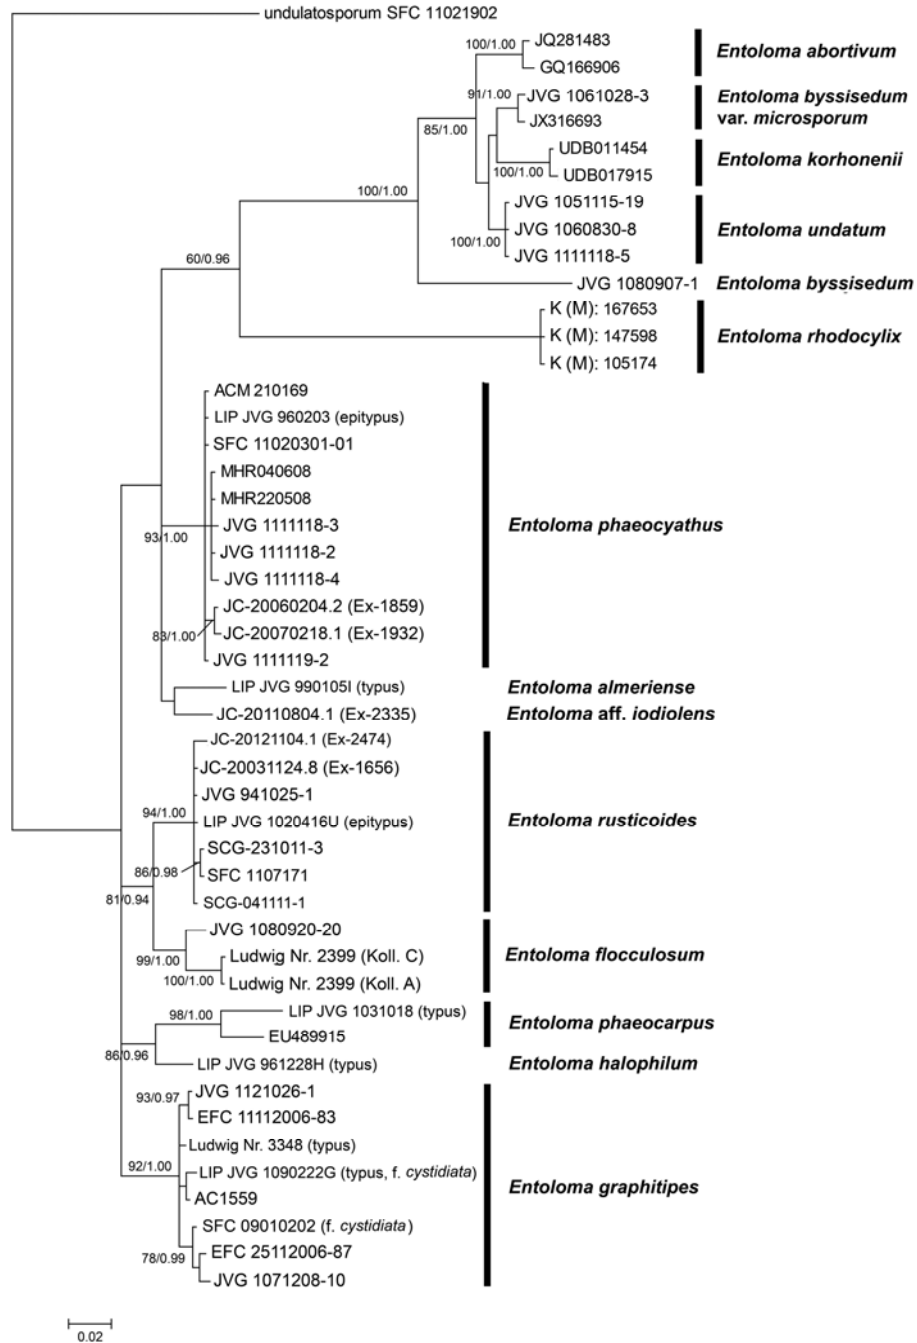 undulatosporum SFC 11021902
100/1.00
JQ281483
GQ166906
Entoloma abortivum
91/1.00
JVG 1061028-3
JX316693
Entoloma byssisedum
var. microsporum
85/1.00
UDB011454
UDB017915
100/1.00
Entoloma korhonenii
100/1.00
JVG 1051115-19
JVG 1060830-8
JVG 1111118-5
100/1.00
Entoloma undatum
60/0.96
JVG 1080907-1
Entoloma byssisedum
K (M): 167653
K (M): 147598
K (M): 105174
Entoloma rhodocylix
ACM 210169
LIP JVG 960203 (epitypus)
SFC 11020301-01
MHR040608
MHR220508
JVG 1111118-3
JVG 1111118-2
JVG 1111118-4
JC-20060204.2 (Ex-1859)
JC-20070218.1 (Ex-1932)
JVG 1111119-2
93/1.00
83/1.00
Entoloma phaeocyathus
LIP JVG 990105I (typus)
Entoloma almeriense
JC-20110804.1 (Ex-2335)
Entoloma aff. iodiolens
JC-20121104.1 (Ex-2474)
JC-20031124.8 (Ex-1656)
JVG 941025-1
LIP JVG 1020416U (epitypus)
SCG-231011-3
SFC 1107171
SCG-041111-1
94/1.00
86/0.98
Entoloma rusticoides
81/0.94
JVG 1080920-20
Ludwig Nr. 2399 (Koll. C)
Ludwig Nr. 2399 (Koll. A)
99/1.00
100/1.00
Entoloma flocculosum
98/1.00
LIP JVG 1031018 (typus)
EU489915
Entoloma phaeocarpus
86/0.96
LIP JVG 961228H (typus)
Entoloma halophilum
93/0.97
JVG 1121026-1
EFC 11112006-83
Ludwig Nr. 3348 (typus)
92/1.00
LIP JVG 1090222G (typus, f. cystidiata)
AC1559
SFC 09010202 (f. cystidiata)
78/0.99
EFC 25112006-87
JVG 1071208-10
Entoloma graphitipes
0.02